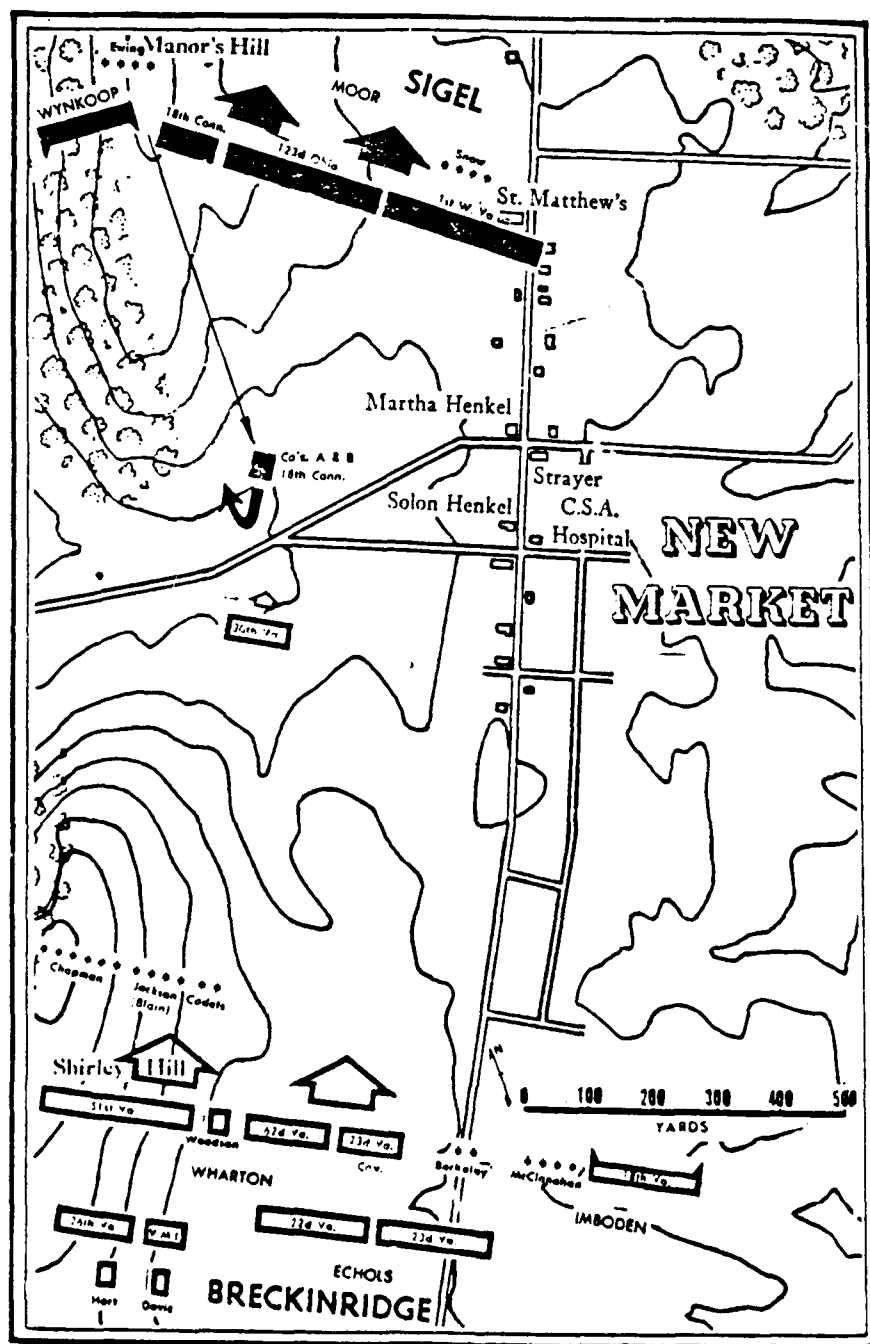 Ewing
Manor's Hill
WYNKOOP
MOOR
SIGEL
18th Conn.
123d Ohio
1st W. Va.
Snow
St. Matthew's
Martha Henkel
Co's. A & B
18th Conn.
Strayer
Solon Henkel
C.S.A.
Hospital
NEW
MARKET
Chapman
Jackson
(Blain)
Cadets
Shirley Hill
51st Va.
Woodson
62d Va.
23d Va.
Cav.
WHARTON
N
0 100 200 300 500
YARDS
Berkeley
McClanahan
IMBODEN
26th Va.
V M I
22d Va.
23d Va.
Hart
Davis
ECHOLS
BRECKINRIDGE